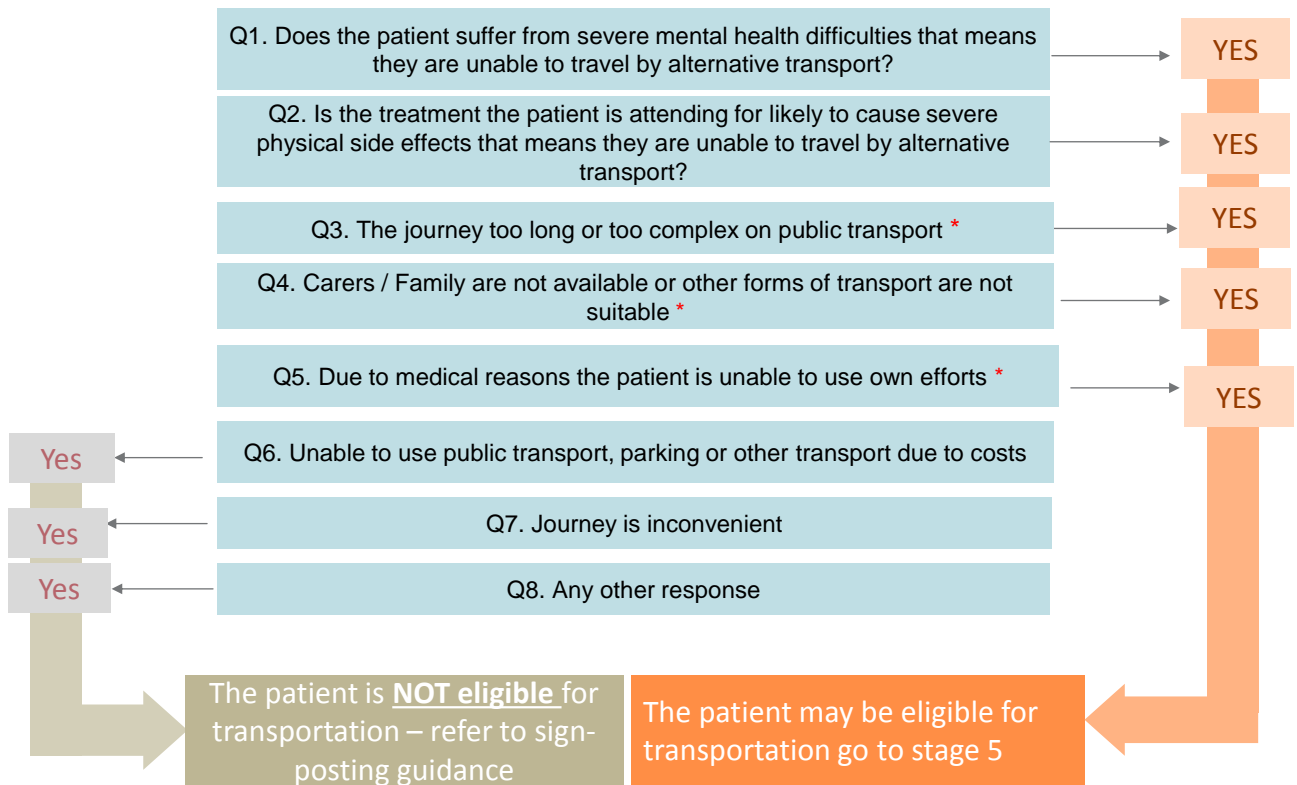 Q1. Does the patient suffer from severe mental health difficulties that means
they are unable to travel by alternative transport?
YES
Q2. Is the treatment the patient is attending for likely to cause severe
physical side effects that means they are unable to travel by alternative
transport?
YES
Q3. The journey too long or too complex on public transport *
YES
Q4. Carers / Family are not available or other forms of transport are not
suitable *
YES
Q5. Due to medical reasons the patient is unable to use own efforts *
YES
Yes
Q6. Unable to use public transport, parking or other transport due to costs
Yes
Q7. Journey is inconvenient
Yes
Q8. Any other response
The patient is NOT eligible for
transportation – refer to sign-
posting guidance
The patient may be eligible for
transportation go to stage 5